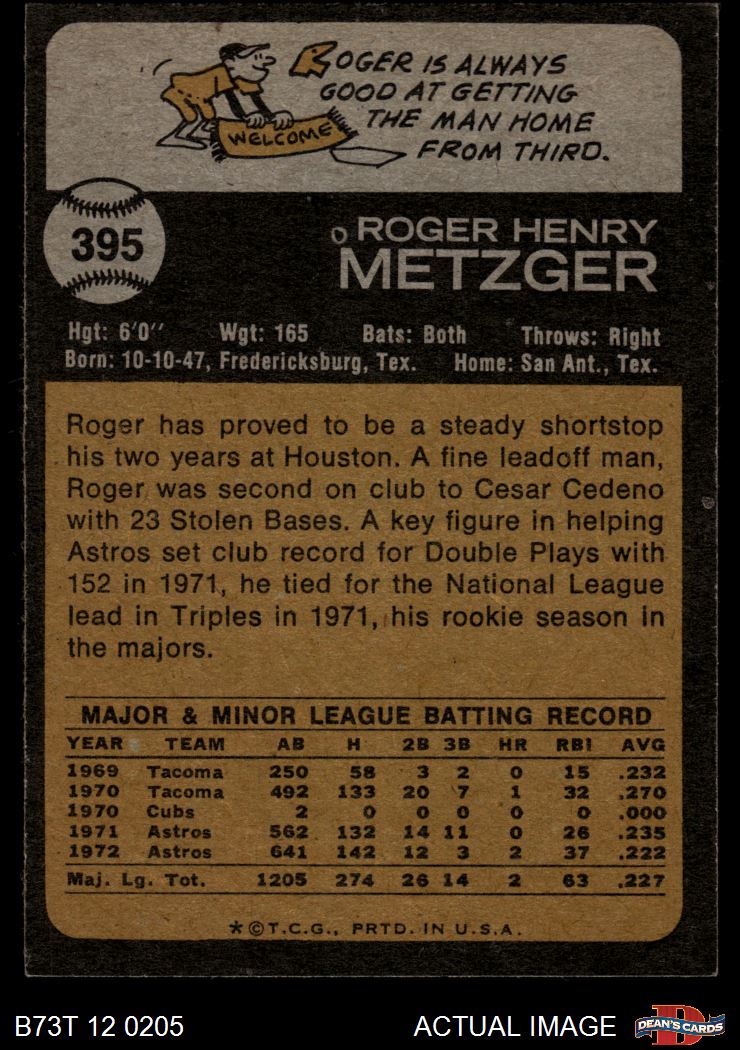 ROGER IS ALWAYS
GOOD AT GETTING
THE MAN HOME
FROM THIRD.
WELCOME
395
ROGER HENRY
METZGER
Hgt: 6'0" Wgt: 165 Bats: Both Throws: Right
Born: 10-10-47, Fredericksburg, Tex. Home: San Ant., Tex.
Roger has proved to be a steady shortstop
his two years at Houston. A fine leadoff man,
Roger was second on club to Cesar Cedeno
with 23 Stolen Bases. A key figure in helping
Astros set club record for Double Plays with
152 in 1971, he tied for the National League
lead in Triples in 1971, his rookie season in
the majors.
MAJOR & MINOR LEAGUE BATTING RECORD
YEAR TEAM AB H 2B 3B HR RBI AVG
1969 Tacoma 250 58 3 2 0 15 .232
1970 Tacoma 492 133 20 7 1 32 .270
1970 Cubs 2 0 0 0 0 0 .000
1971 Astros 562 132 14 11 0 26 .235
1972 Astros 641 142 12 3 2 37 .222
Maj. Lg. Tot. 1205 274 26 14 2 63 .227
*©T.C.G., PRTD. IN U.S.A.
B73T 12 0205 ACTUAL IMAGE
D
DEAN'S CARDS